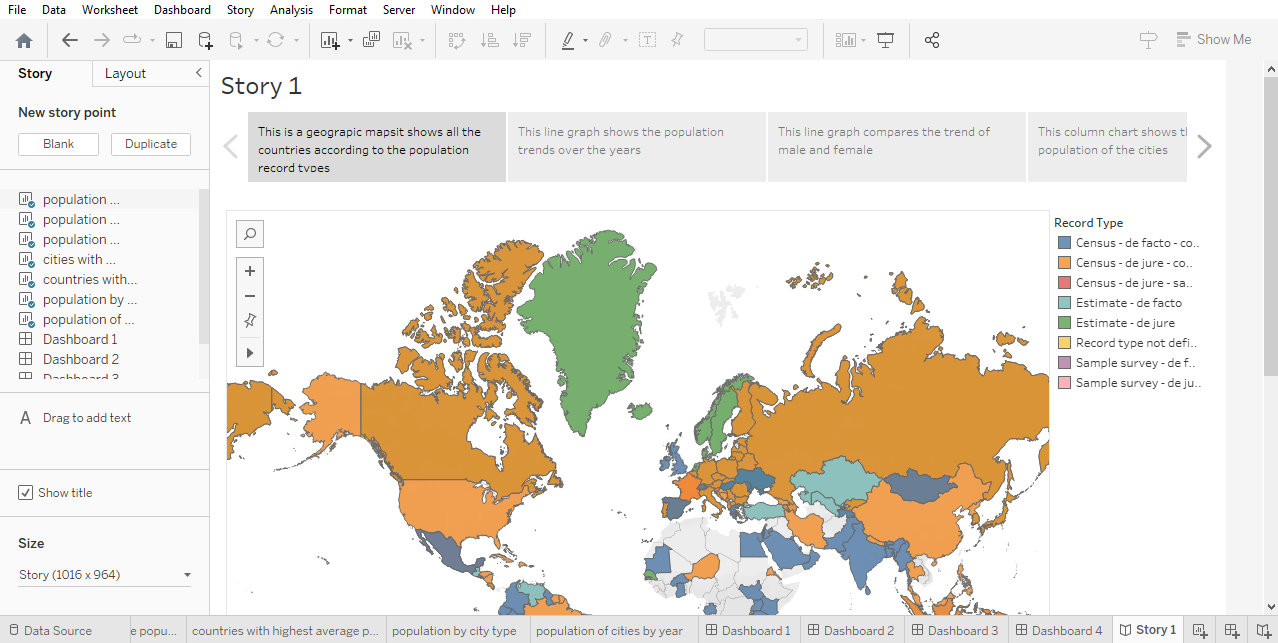 File Data Worksheet Dashboard Story Analysis Format Server Window Help
Show Me
Story Layout
New story point
Blank Duplicate
population ...
population ...
population ...
cities with ...
countries with...
population by ...
population of ...
Dashboard 1
Dashboard 2
Dashboard 3
A Drag to add text
Show title
Size
Story (1016 x 964)
Story 1
This is a geograpic mapsit shows all the
countries according to the population
record types
This line graph shows the population
trends over the years
This line graph compares the trend of
male and female
This column chart shows t
population of the cities
Record Type
Census - de facto - co..
Census - de jure - co..
Census - de jure - sa..
Estimate - de facto
Estimate - de jure
Record type not defi..
Sample survey - de f..
Sample survey - de ju..
Data Source e popu... countries with highest average p... population by city type population of cities by year Dashboard 1 Dashboard 2 Dashboard 3 Dashboard 4 Story 1